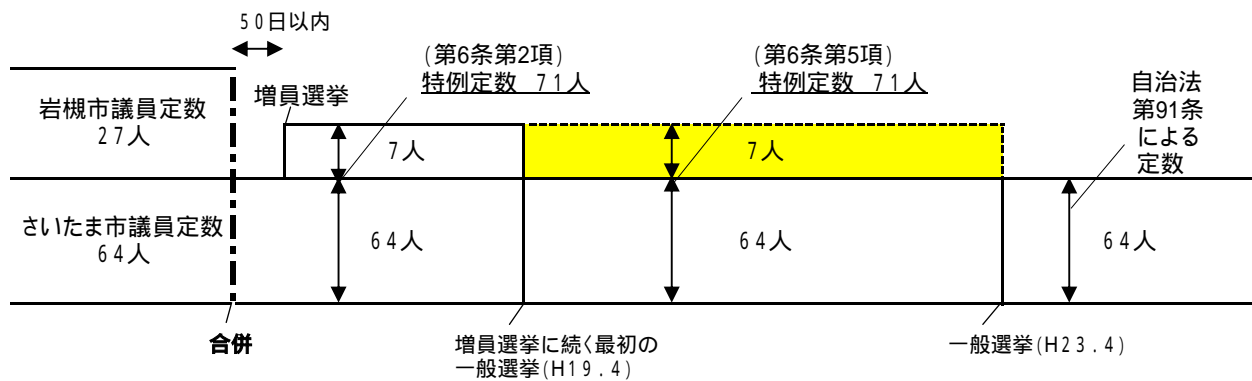 50日以内
(第6条第2項)
特例定数 71人
(第6条第5項)
特例定数 71人
自治法
第91条
による
定数
岩槻市議員定数
27人
増員選挙
7人
7人
さいたま市議員定数
64人
64人
64人
64人
合併
増員選挙に続く最初の
一般選挙(H19.4)
一般選挙(H23.4)